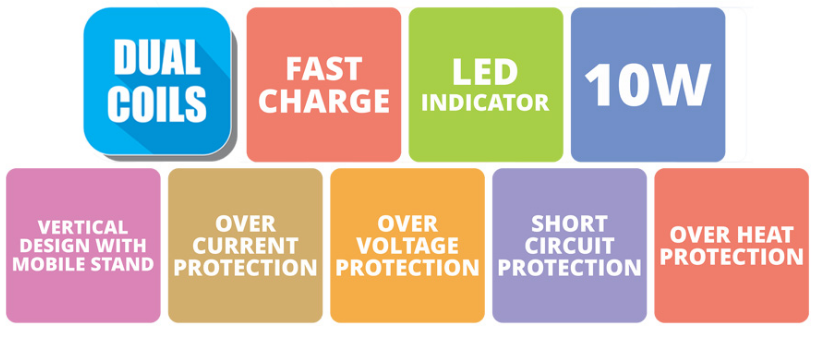 DUAL
COILS
FAST
CHARGE
LED
INDICATOR
10W
VERTICAL
DESIGN WITH
MOBILE STAND
OVER
CURRENT
PROTECTION
OVER
VOLTAGE
PROTECTION
SHORT
CIRCUIT
PROTECTION
OVER HEAT
PROTECTION